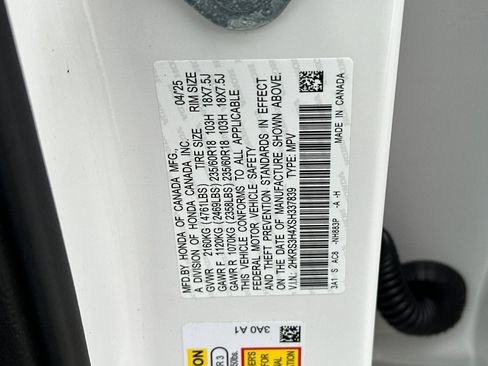 MFD.BY HONDA OF CANADA MFG., 04/25
A DIVISION OF HONDA CANADA INC.
TIRE SIZE RIM SIZE
GVWR 2160KG (4761LBS)
GAWR F 1120KG (2469LBS) 235/60R18 103H 18X7.5J
GAWR R 1070KG (2358LBS) 235/60R18 103H 18X7.5J
THIS VEHICLE CONFORMS TO ALL APPLICABLE
FEDERAL MOTOR VEHICLE SAFETY
AND THEFT PREVENTION STANDARDS IN EFFECT
ON THE DATE OF MANUFACTURE SHOWN ABOVE.
V.I.N: 2HKRS3H4XSH337839 TYPE: MPV
3A1 S AC8 -NH883P -A -H MADE IN CANADA
3A0 A1